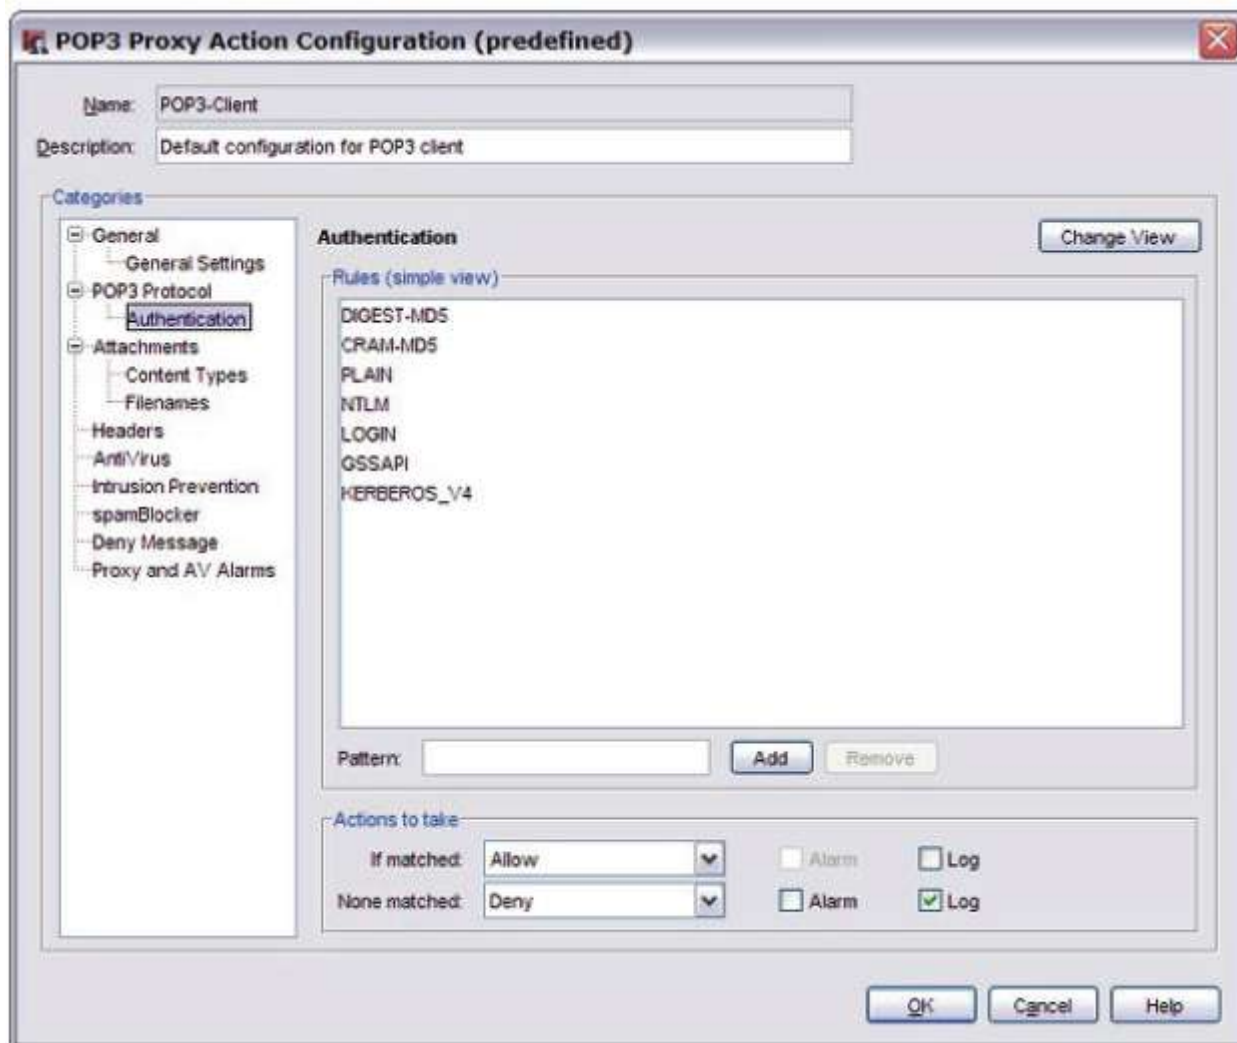 POP3 Proxy Action Configuration (predefined)
Name: POP3-Client
Description: Default configuration for POP3 client
Categories
General
General Settings
POP3 Protocol
Authentication
Attachments
Content Types
Filenames
Headers
AntiVirus
Intrusion Prevention
spamBlocker
Deny Message
Proxy and AV Alarms
Authentication
Change View
Rules (simple view)
DIGEST-MD5
CRAM-MD5
PLAIN
NTLM
LOGIN
GSSAPI
KERBEROS_V4
Pattern: Add Remove
Actions to take
If matched: Allow Alarm Log
None matched: Deny Alarm Log
OK Cancel Help